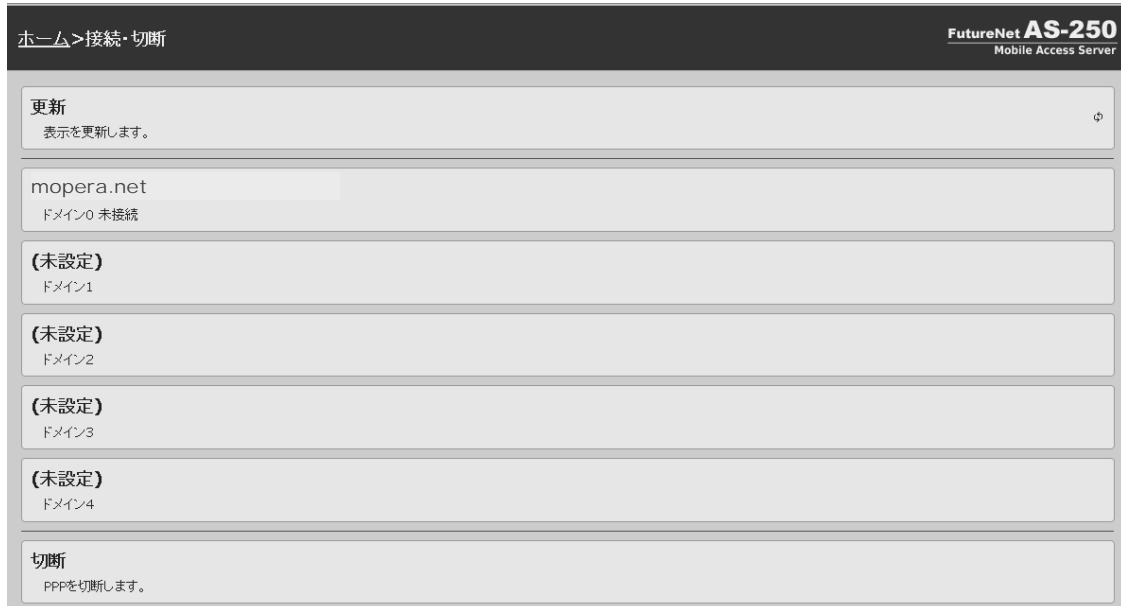 ホーム>接続・切断
FutureNet AS-250
Mobile Access Server
更新
表示を更新します。
mopera.net
ドメイン0 未接続
(未設定)
ドメイン1
(未設定)
ドメイン2
(未設定)
ドメイン3
(未設定)
ドメイン4
切断
PPPを切断します。